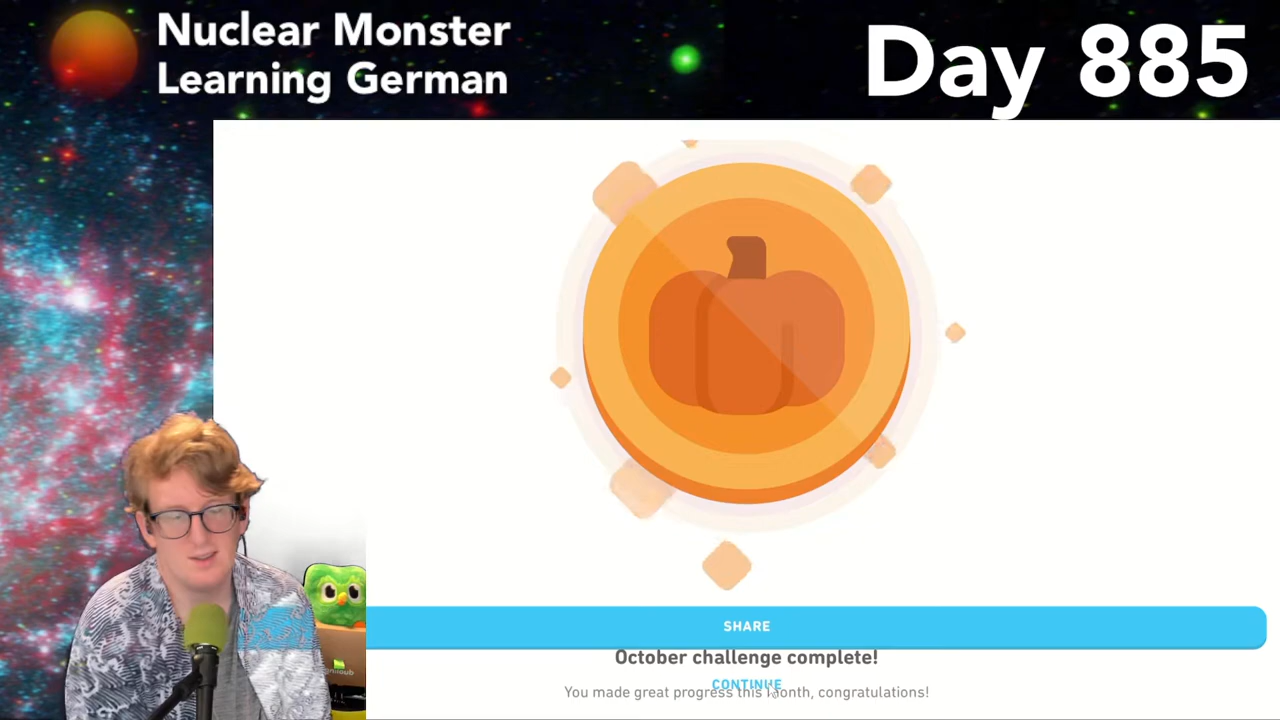 Nuclear Monster
Learning German
Day 885
SHARE
October challenge complete!
CONTINUE
You made great progress this month, congratulations!